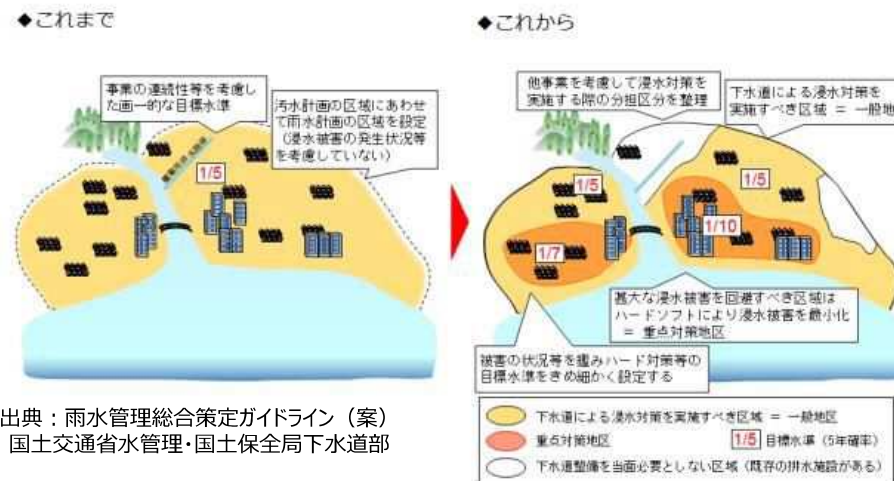 ◆これまで
事業の連続性等を考慮し
た画一的な目標水準
汚水計画の区域にあわせ
て雨水計画の区域を設定
（浸水被害の発生状況等
を考慮していない）
1/5
出典：雨水管理総合策定ガイドライン（案）
国土交通省水管理・国土保全局下水道部
◆これから
他事業を考慮して浸水対策を
実施する際の分担区分を整理
下水道による浸水対策を
実施すべき区域 ＝ 一般地
1/5
1/5
1/10
1/7
甚大な浸水被害を回避すべき区域は
ハードソフトにより浸水被害を最小化
＝ 重点対策地区
被害の状況等を鑑みハード対策等の
目標水準をきめ細かく設定する
下水道による浸水対策を実施すべき区域 ＝ 一般地区
重点対策地区 1/5 目標水準（5年確率）
下水道整備を当面必要としない区域（既存の排水施設がある）